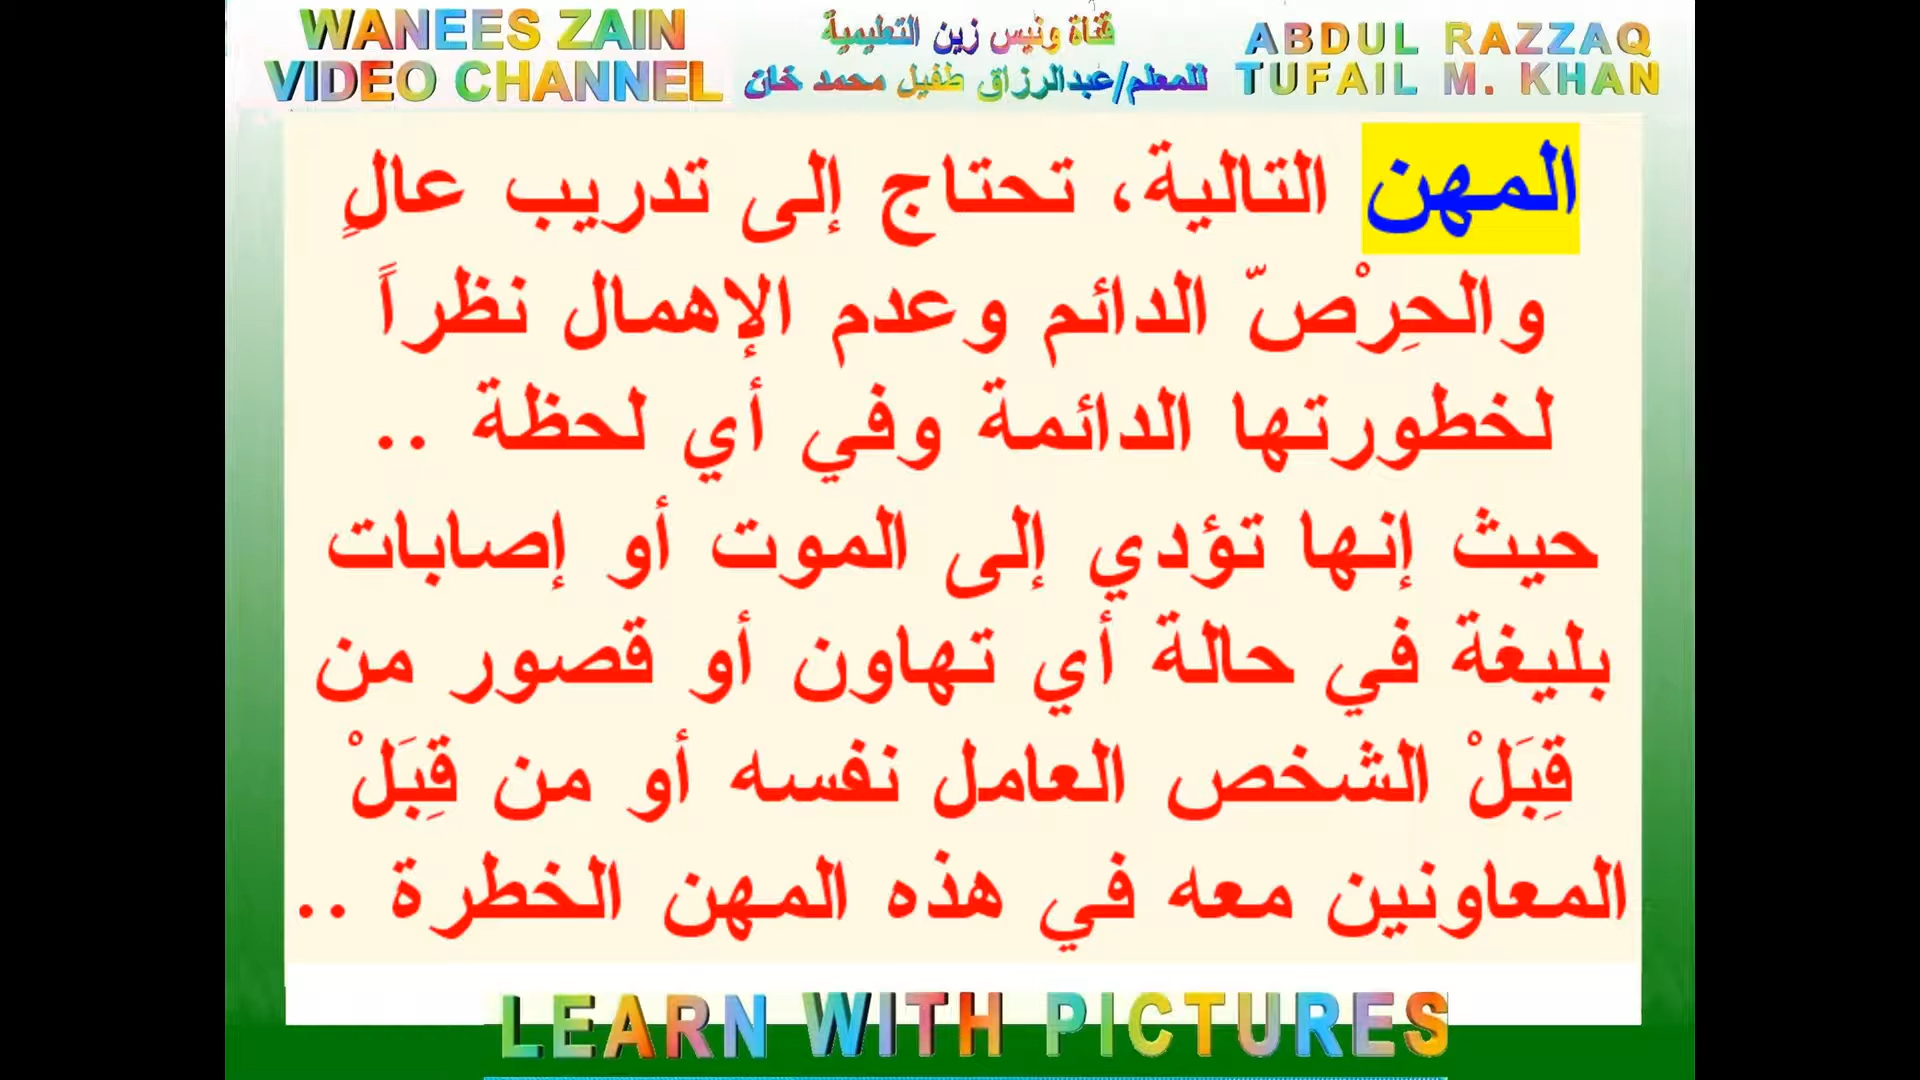 WANEES ZAIN
VIDEO CHANNEL
قناة ونيس زين التعليمية
للمعلم/عبدالرزاق طفيل محمد خان
ABDUL RAZZAQ
TUFAIL M. KHAN
المهن التالية، تحتاج إلى تدريب عالٍ
والحِرْصّ الدائم وعدم الإهمال نظراً
لخطورتها الدائمة وفي أي لحظة ..
حيث إنها تؤدي إلى الموت أو إصابات
بليغة في حالة أي تهاون أو قصور من
قِبَلْ الشخص العامل نفسه أو من قِبَلْ
المعاونين معه في هذه المهن الخطرة ..
LEARN WITH PICTURES